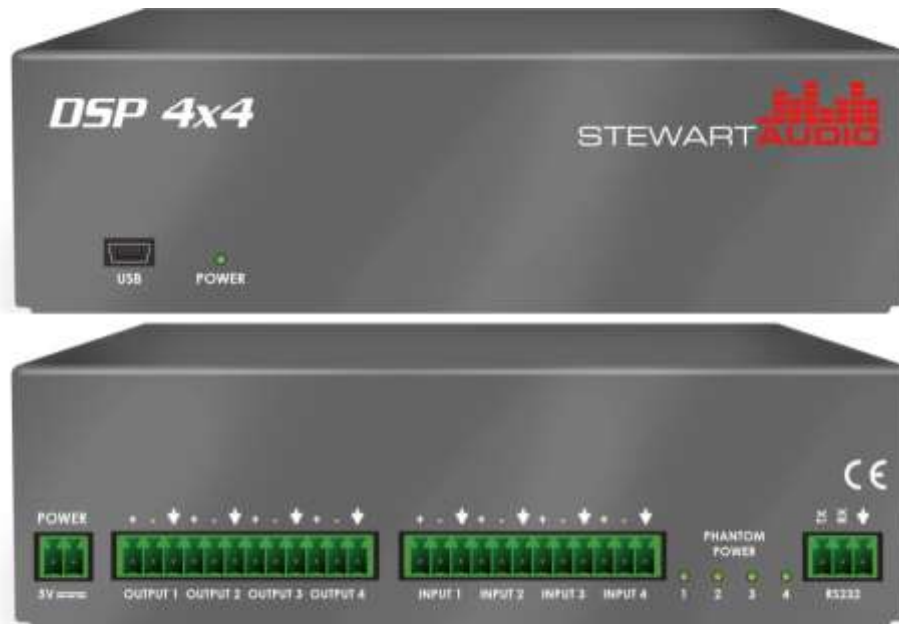 DSP 4x4
STEWART AUDIO
USB
POWER
CE
POWER
+ - + - + - + -
+ - + - + - + -
TX RX
PHANTOM
POWER
5V
OUTPUT 1 OUTPUT 2 OUTPUT 3 OUTPUT 4
INPUT 1 INPUT 2 INPUT 3 INPUT 4
1 2 3 4
RS232